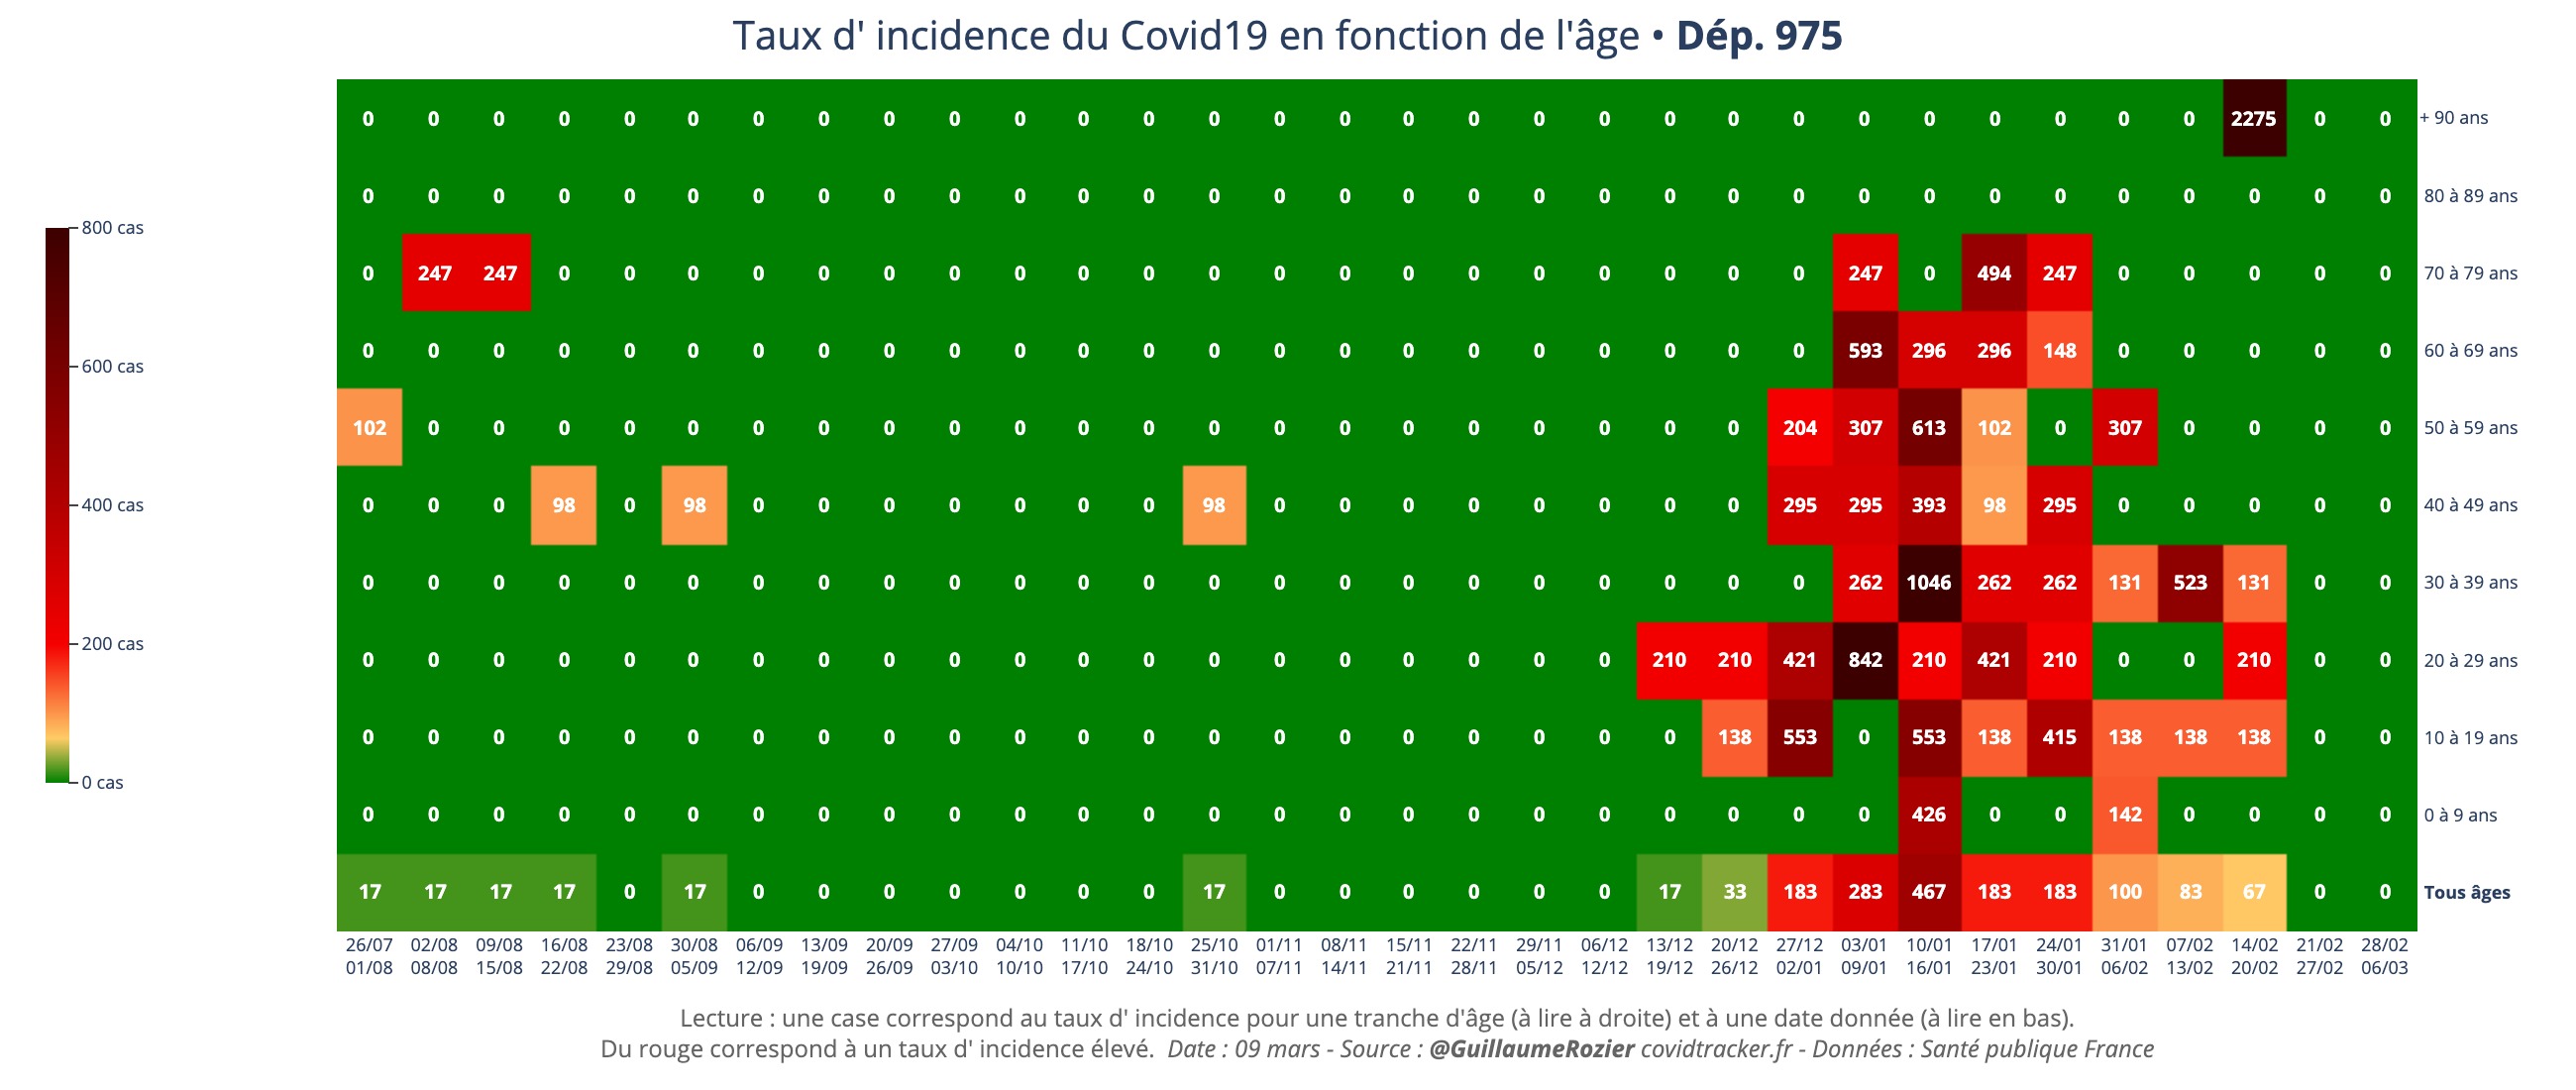 Taux d' incidence du Covid19 en fonction de l'âge • Dép. 975
0 0 0 0 0 0 0 0 0 0 0 0 0 0 0 0 0 0 0 0 0 0 0 0 0 0 0 0 0 2275 0 0 + 90 ans
0 0 0 0 0 0 0 0 0 0 0 0 0 0 0 0 0 0 0 0 0 0 0 0 0 0 0 0 0 0 0 0 80 à 89 ans
800 cas
0 247 247 0 0 0 0 0 0 0 0 0 0 0 0 0 0 0 0 0 0 0 0 247 0 494 247 0 0 0 0 0 70 à 79 ans
0 0 0 0 0 0 0 0 0 0 0 0 0 0 0 0 0 0 0 0 0 0 0 593 296 296 148 0 0 0 0 0 60 à 69 ans
600 cas
102 0 0 0 0 0 0 0 0 0 0 0 0 0 0 0 0 0 0 0 0 0 204 307 613 102 0 307 0 0 0 0 50 à 59 ans
400 cas
0 0 0 98 0 98 0 0 0 0 0 0 0 98 0 0 0 0 0 0 0 0 295 295 393 98 295 0 0 0 0 0 40 à 49 ans
0 0 0 0 0 0 0 0 0 0 0 0 0 0 0 0 0 0 0 0 0 0 0 262 1046 262 262 131 523 131 0 0 30 à 39 ans
200 cas
0 0 0 0 0 0 0 0 0 0 0 0 0 0 0 0 0 0 0 0 210 210 421 842 210 421 210 0 0 210 0 0 20 à 29 ans
0 0 0 0 0 0 0 0 0 0 0 0 0 0 0 0 0 0 0 0 0 138 553 0 553 138 415 138 138 138 0 0 10 à 19 ans
0 cas
0 0 0 0 0 0 0 0 0 0 0 0 0 0 0 0 0 0 0 0 0 0 0 0 426 0 0 142 0 0 0 0 0 à 9 ans
17 17 17 17 0 17 0 0 0 0 0 0 0 17 0 0 0 0 0 0 17 33 183 283 467 183 183 100 83 67 0 0 Tous âges
26/07 02/08 09/08 16/08 23/08 30/08 06/09 13/09 20/09 27/09 04/10 11/10 18/10 25/10 01/11 08/11 15/11 22/11 29/11 06/12 13/12 20/12 27/12 03/01 10/01 17/01 24/01 31/01 07/02 14/02 21/02 28/02
01/08 08/08 15/08 22/08 29/08 05/09 12/09 19/09 26/09 03/10 10/10 17/10 24/10 31/10 07/11 14/11 21/11 28/11 05/12 12/12 19/12 26/12 02/01 09/01 16/01 23/01 30/01 06/02 13/02 20/02 27/02 06/03
Lecture : une case correspond au taux d' incidence pour une tranche d'âge (à lire à droite) et à une date donnée (à lire en bas).
Du rouge correspond à un taux d' incidence élevé. Date : 09 mars - Source : @GuillaumeRozier covidtracker.fr - Données : Santé publique France